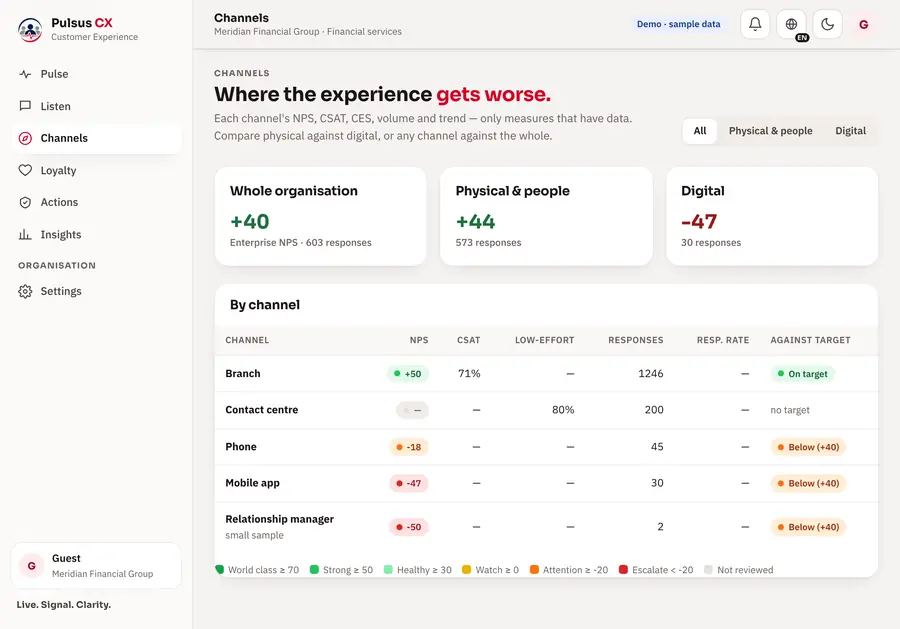 Pulsus CX
Customer Experience
Pulse
Listen
Channels
Loyalty
Actions
Insights
ORGANISATION
Settings
G
Guest
Meridian Financial Group
Live. Signal. Clarity.
Channels
Meridian Financial Group · Financial services
Demo · sample data
EN
G
CHANNELS
Where the experience gets worse.
Each channel's NPS, CSAT, CES, volume and trend — only measures that have data.
Compare physical against digital, or any channel against the whole.
All
Physical & people
Digital
Whole organisation
+40
Enterprise NPS · 603 responses
Physical & people
+44
573 responses
Digital
-47
30 responses
By channel
CHANNEL NPS CSAT LOW-EFFORT RESPONSES RESP. RATE AGAINST TARGET
Branch +50 71% — 1246 — On target
Contact centre — — 80% 200 — no target
Phone -18 — — 45 — Below (+40)
Mobile app -47 — — 30 — Below (+40)
Relationship manager -50 — — 2 — Below (+40)
small sample
World class ≥ 70 Strong ≥ 50 Healthy ≥ 30 Watch ≥ 0 Attention ≥ -20 Escalate < -20 Not reviewed